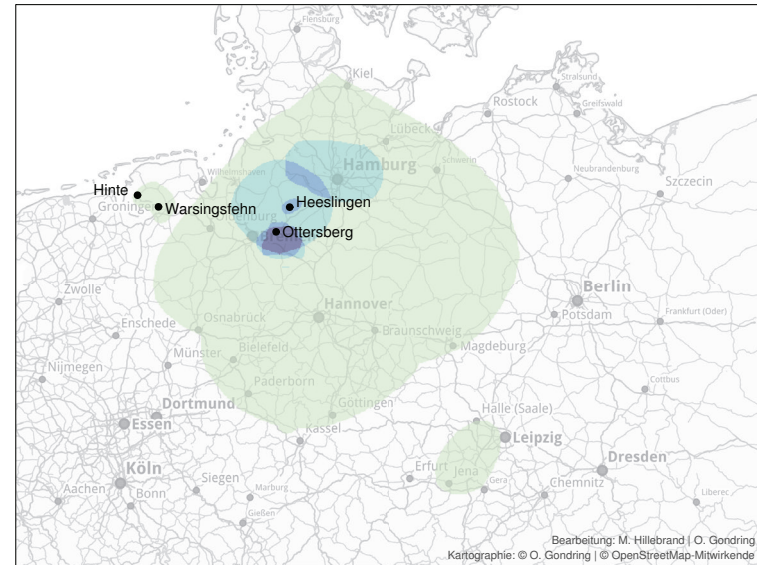 Flensburg
Kiel
Stralsund
Greifswald
Rostock
Lübeck
Schwerin
Hamburg
Neubrandenburg
Szczecin
Wilhelmshaven
Hinte
Groningen
Warsingsfehn
Heeslingen
Ottersberg
Berlin
Potsdam
Frankfurt (Oder)
Zwolle
Enschede
Osnabrück
Hannover
Braunschweig
Magdeburg
Münster
Bielefeld
Nijmegen
Paderborn
Cottbus
Dortmund
Göttingen
Halle (Saale)
Essen
Kassel
Leipzig
Köln
Siegen
Erfurt
Jena
Gera
Dresden
Chemnitz
Aachen
Bonn
Marburg
Gießen
Liberec
Bearbeitung: M. Hillebrand | O. Gondring
Kartographie: © O. Gondring | © OpenStreetMap-Mitwirkende